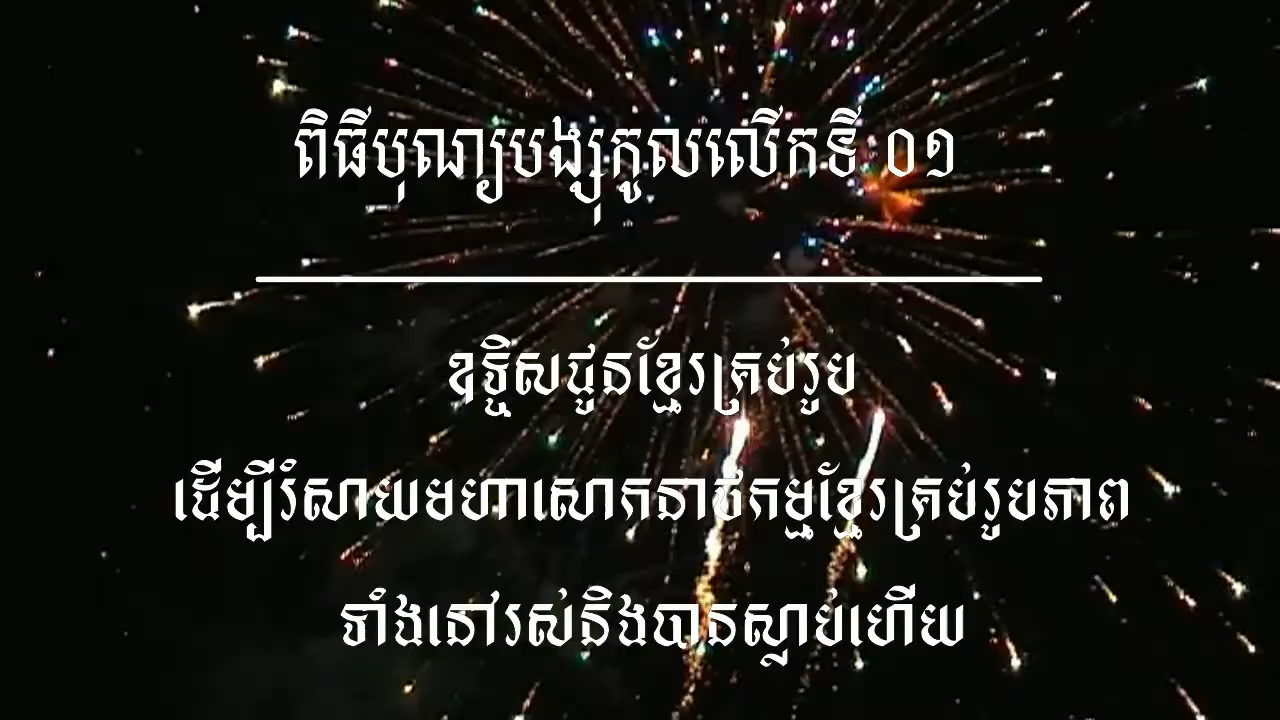 ពិធីបុណ្យបង្សុកូលលើកទី ០១
ឧទ្ទិសជូនខ្មែរគ្រប់រូប
ដើម្បីរំសាយមហាសោកនាថកម្មខ្មែរគ្រប់រូបភាព
ទាំងនៅរស់និងបានស្លាប់ហើយ